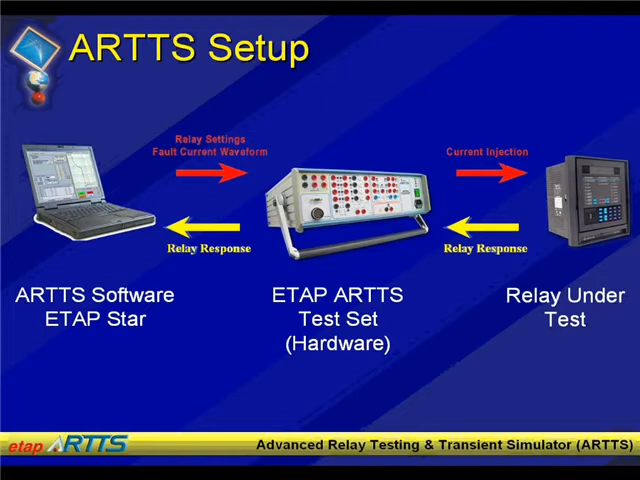 ARTTS Setup
Relay Settings
Fault Current Waveform
Current Injection
Relay Response
Relay Response
ARTTS Software
ETAP Star
ETAP ARTTS
Test Set
(Hardware)
Relay Under
Test
etap ARTTS
Advanced Relay Testing & Transient Simulator (ARTTS)